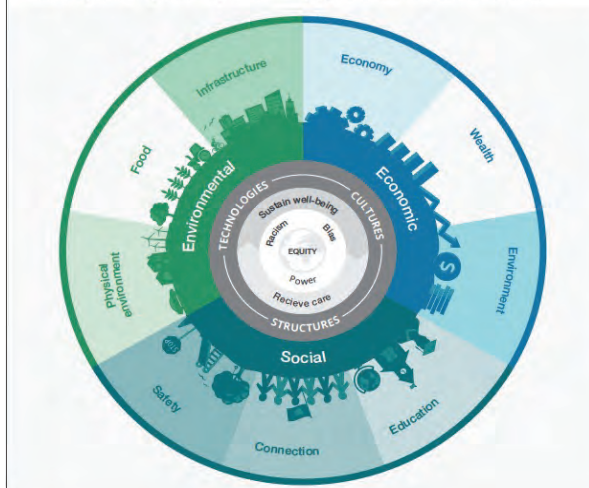 Infrastructure
Economy
Food
Wealth
Environmental
Economic
TECHNOLOGIES
CULTURES
Sustain well-being
Racism
Bias
EQUITY
Power
Recieve care
STRUCTURES
$
Physical
environment
Environment
Social
Safety
Connection
Education